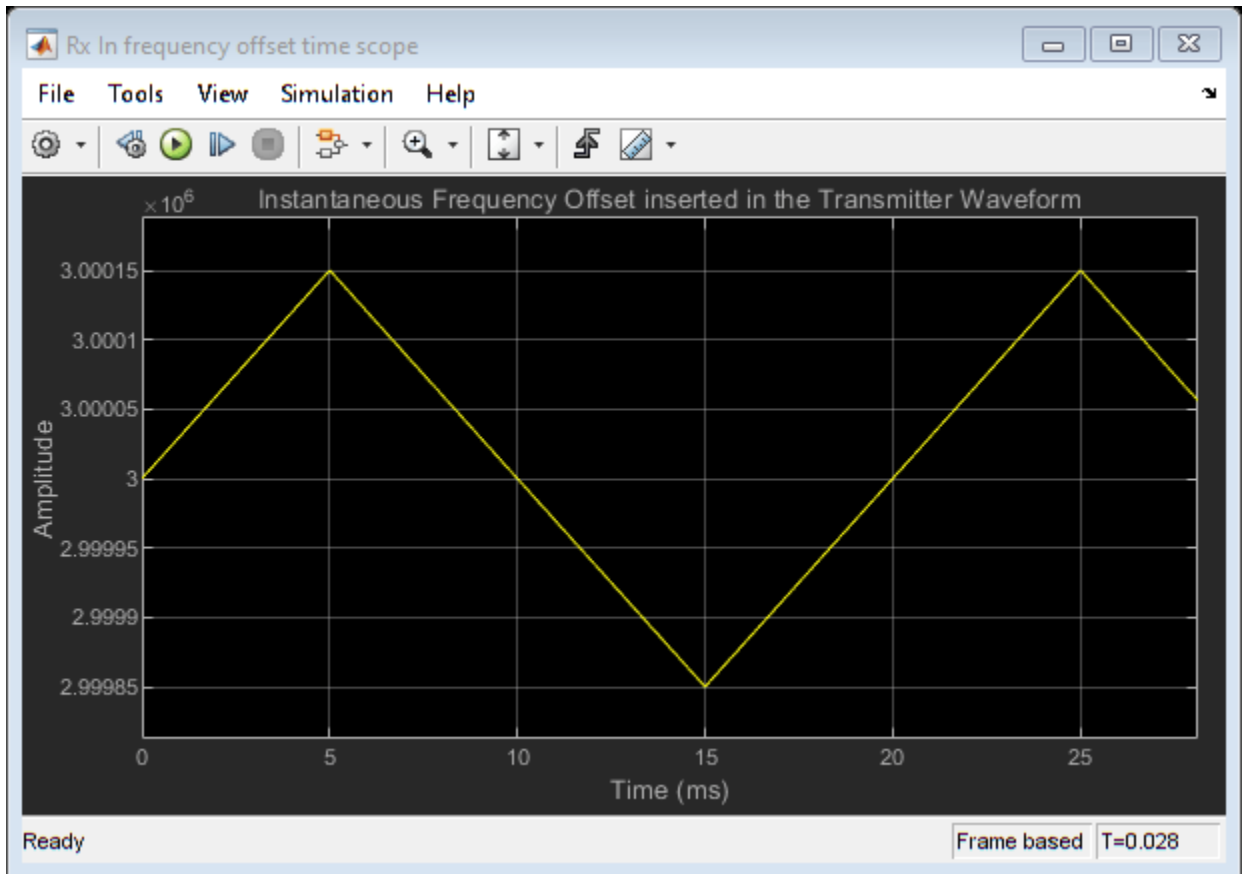 Rx In frequency offset time scope
File Tools View Simulation Help
×10⁶
Instantaneous Frequency Offset inserted in the Transmitter Waveform
3.00015
3.0001
3.00005
3
2.99995
2.9999
2.99985
Amplitude
0 5 10 15 20 25
Time (ms)
Ready
Frame based T=0.028